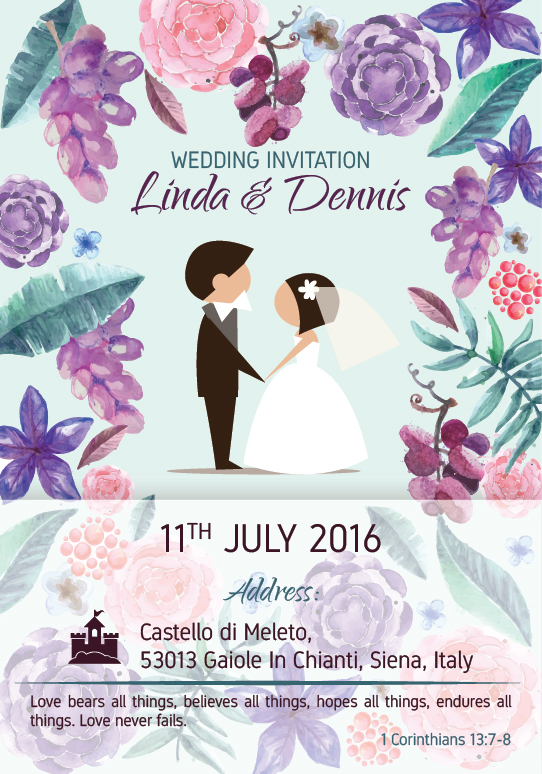 WEDDING INVITATION
Linda & Dennis
11TH JULY 2016
Address:
Castello di Meleto,
53013 Gaiole In Chianti, Siena, Italy
Love bears all things, believes all things, hopes all things, endures all
things. Love never fails.
1 Corinthians 13:7-8